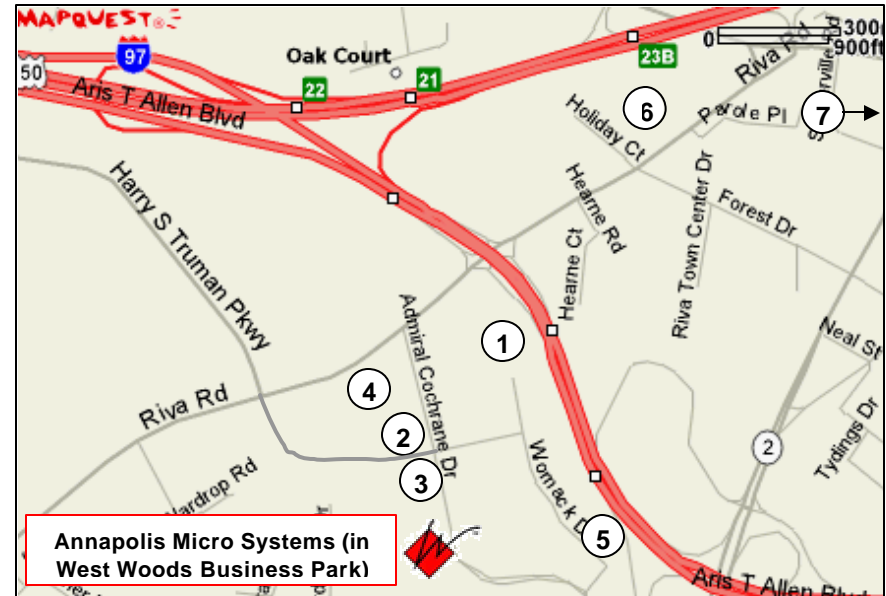 MAPQUEST
97
50
Oak Court
22
21
23B
0
300
900ft
Riva Rd
Aris T Allen Blvd
6
7
Holiday Ct
Parole Pl
Harry S Truman Pkwy
Hearne Rd
Hearne Ct
Riva Town Center Dr
Forest Dr
Admiral Cochrane Dr
1
Neal St
4
Riva Rd
2
2
Tydings Dr
3
Womack D
5
Wardrop Rd
Annapolis Micro Systems (in
West Woods Business Park)
Aris T Allen Blvd